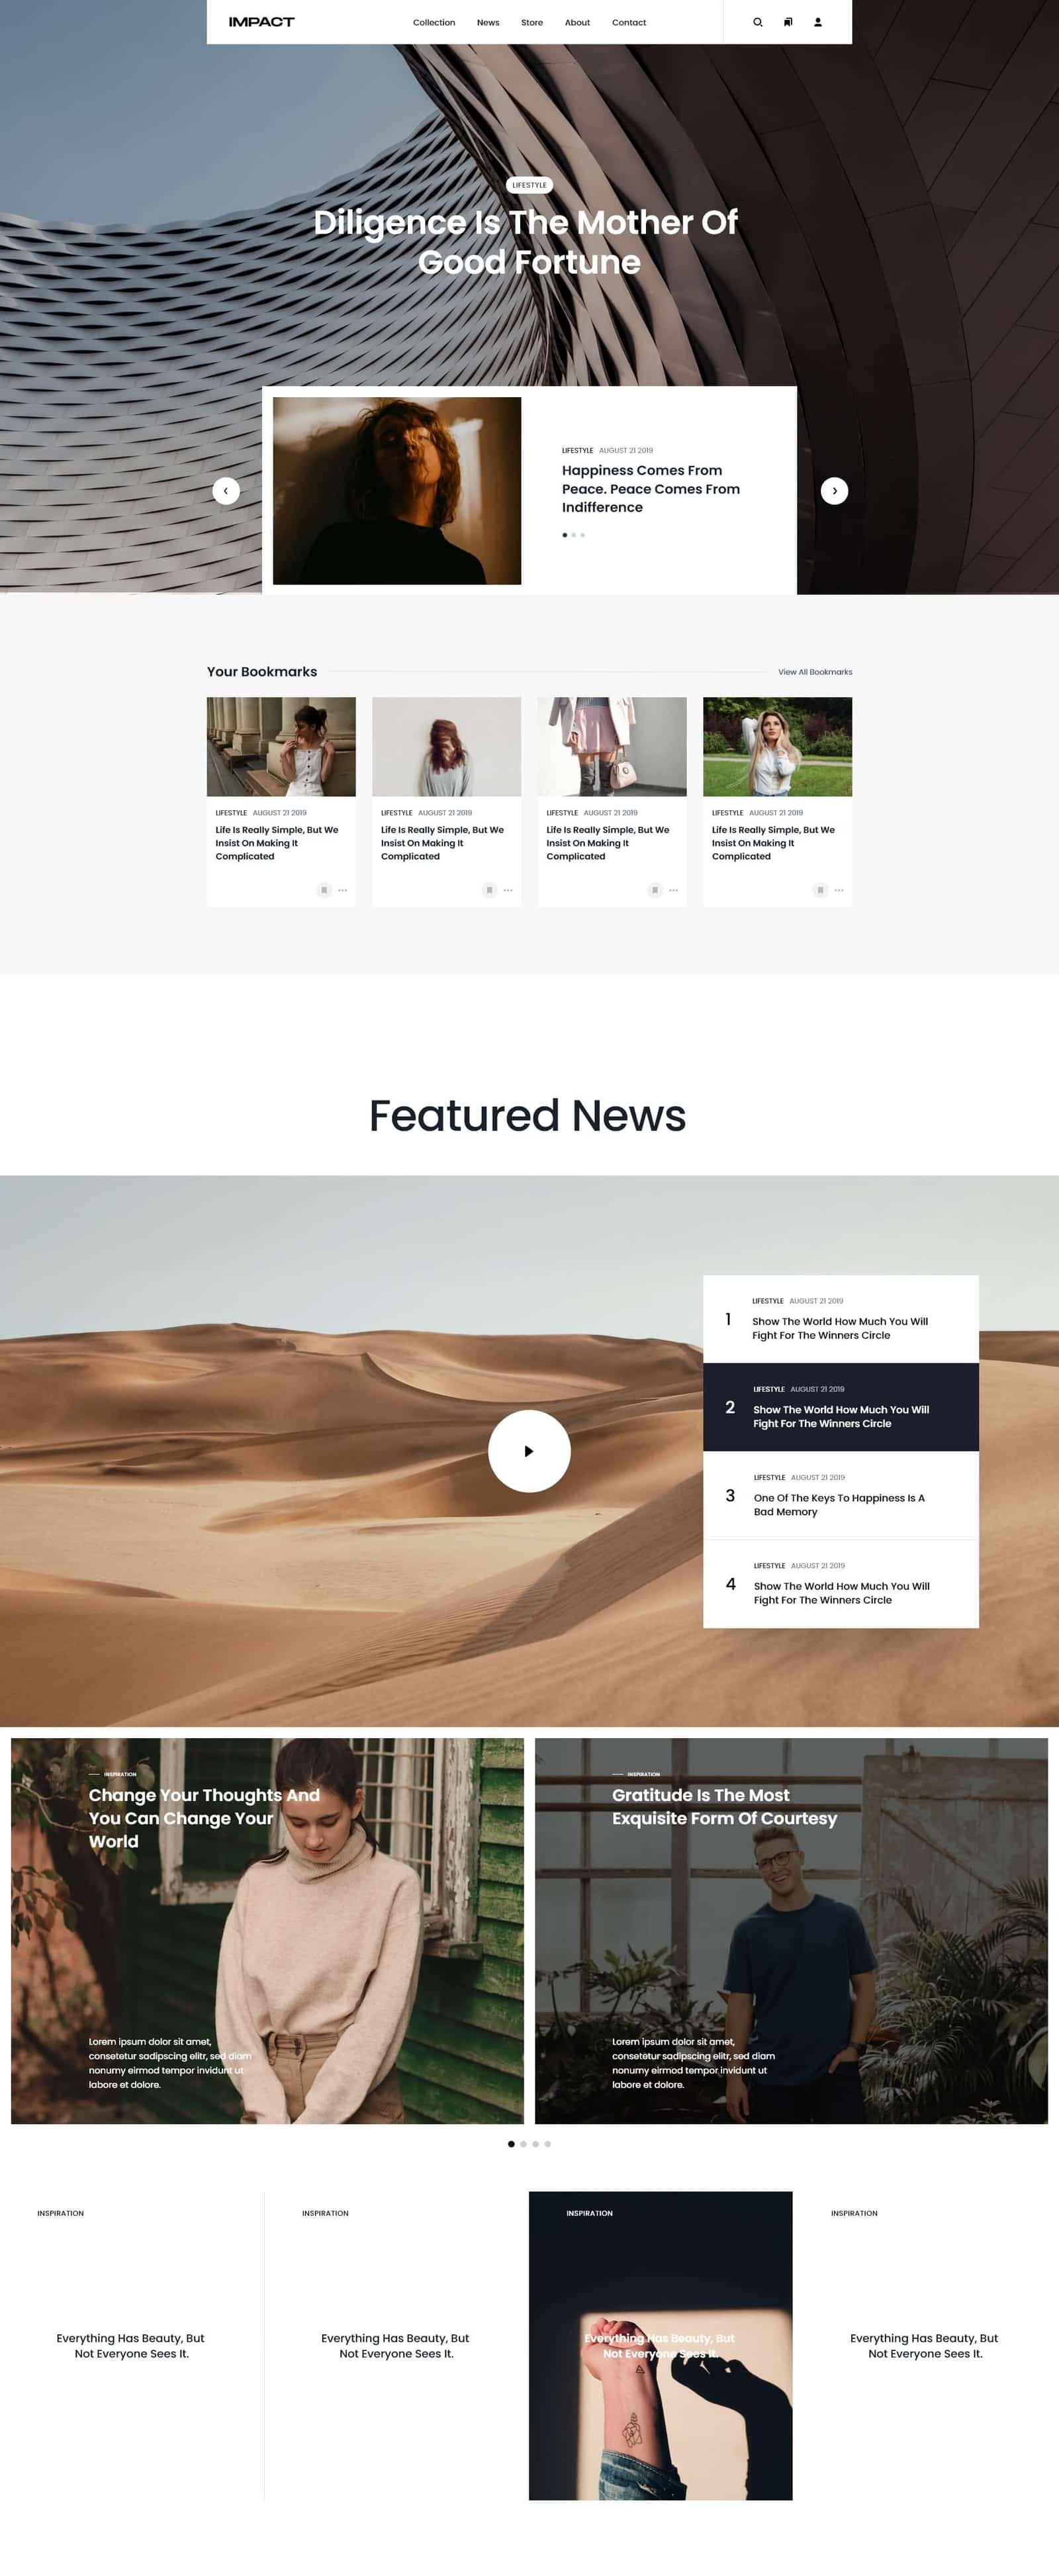 IMPACT
Collection News Store About Contact
LIFESTYLE
Diligence Is The Mother Of
Good Fortune
LIFESTYLE AUGUST 21 2019
Happiness Comes From
Peace. Peace Comes From
Indifference
Your Bookmarks
View All Bookmarks
LIFESTYLE AUGUST 21 2019
Life Is Really Simple, But We
Insist On Making It
Complicated
LIFESTYLE AUGUST 21 2019
Life Is Really Simple, But We
Insist On Making It
Complicated
LIFESTYLE AUGUST 21 2019
Life Is Really Simple, But We
Insist On Making It
Complicated
LIFESTYLE AUGUST 21 2019
Life Is Really Simple, But We
Insist On Making It
Complicated
Featured News
1
LIFESTYLE AUGUST 21 2019
Show The World How Much You Will
Fight For The Winners Circle
2
LIFESTYLE AUGUST 21 2019
Show The World How Much You Will
Fight For The Winners Circle
3
LIFESTYLE AUGUST 21 2019
One Of The Keys To Happiness Is A
Bad Memory
4
LIFESTYLE AUGUST 21 2019
Show The World How Much You Will
Fight For The Winners Circle
INSPIRATION
Change Your Thoughts And
You Can Change Your
World
Lorem ipsum dolor sit amet,
consetetur sadipscing elitr, sed diam
nonumy eirmod tempor invidunt ut
labore et dolore.
INSPIRATION
Gratitude Is The Most
Exquisite Form Of Courtesy
Lorem ipsum dolor sit amet,
consetetur sadipscing elitr, sed diam
nonumy eirmod tempor invidunt ut
labore et dolore.
INSPIRATION
Everything Has Beauty, But
Not Everyone Sees It.
INSPIRATION
Everything Has Beauty, But
Not Everyone Sees It.
INSPIRATION
Everything Has Beauty, But
Not Everyone Sees It.
INSPIRATION
Everything Has Beauty, But
Not Everyone Sees It.